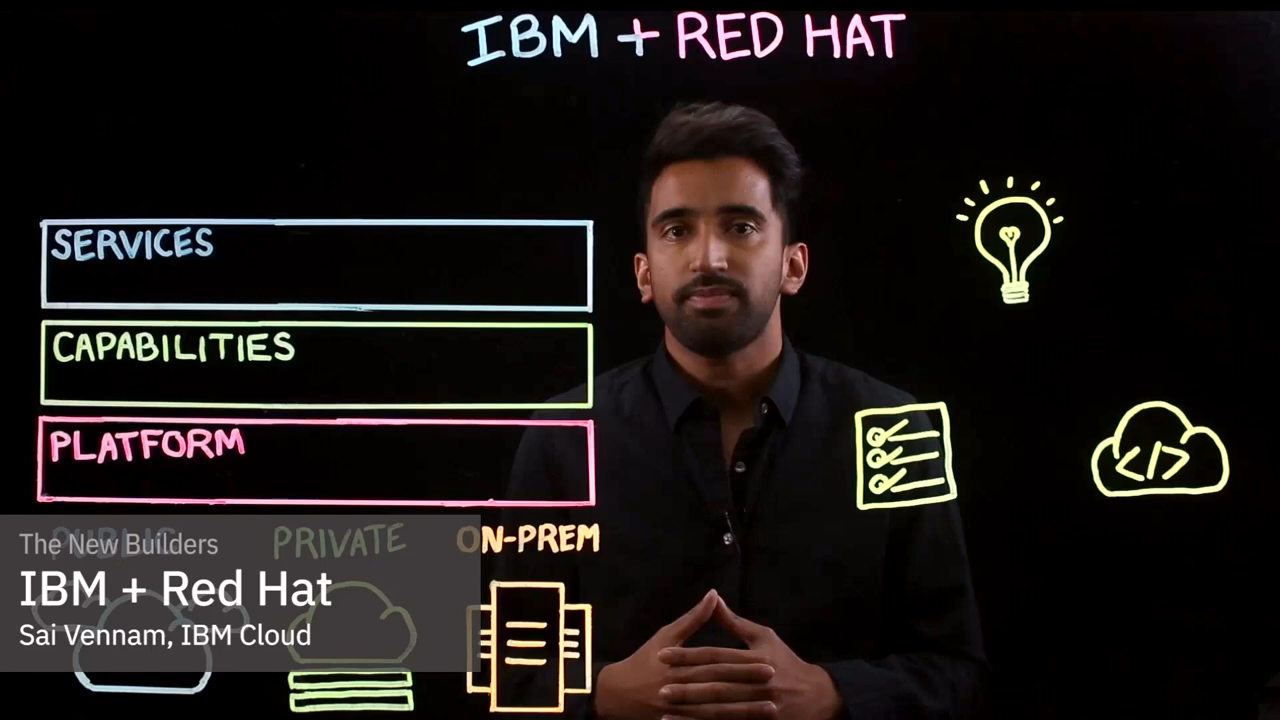 IBM + RED HAT
SERVICES
CAPABILITIES
PLATFORM
PUBLIC
PRIVATE
ON-PREM
</>
The New Builders
IBM + Red Hat
Sai Vennam, IBM Cloud